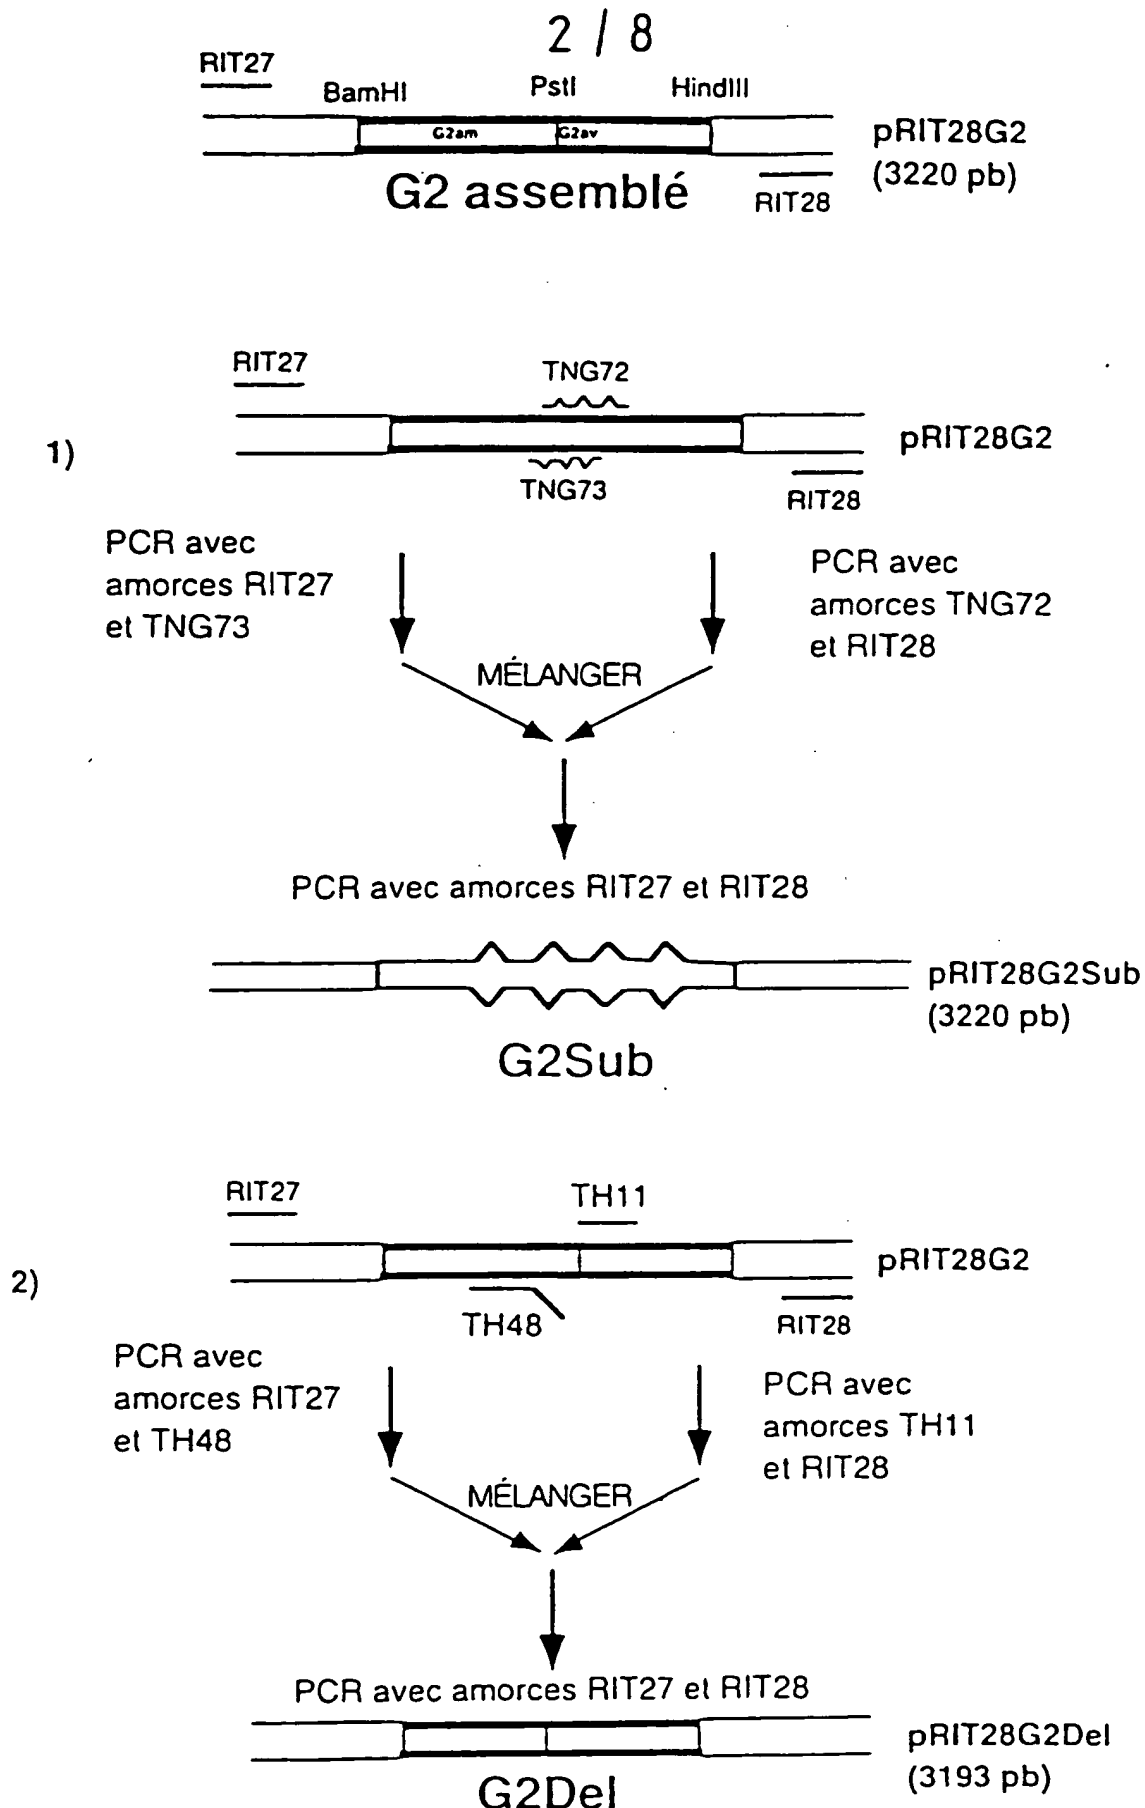 2 / 8
RIT27
BamHI
PstI
HindIII
G2am
G2av
pRIT28G2
(3220 pb)
G2 assemblé
RIT28
1)
RIT27
TNG72
pRIT28G2
TNG73
RIT28
PCR avec
amorces RIT27
et TNG73
PCR avec
amorces TNG72
et RIT28
MÉLANGER
PCR avec amorces RIT27 et RIT28
pRIT28G2Sub
(3220 pb)
G2Sub
2)
RIT27
TH11
pRIT28G2
TH48
RIT28
PCR avec
amorces RIT27
et TH48
PCR avec
amorces TH11
et RIT28
MÉLANGER
PCR avec amorces RIT27 et RIT28
pRIT28G2Del
(3193 pb)
G2Del